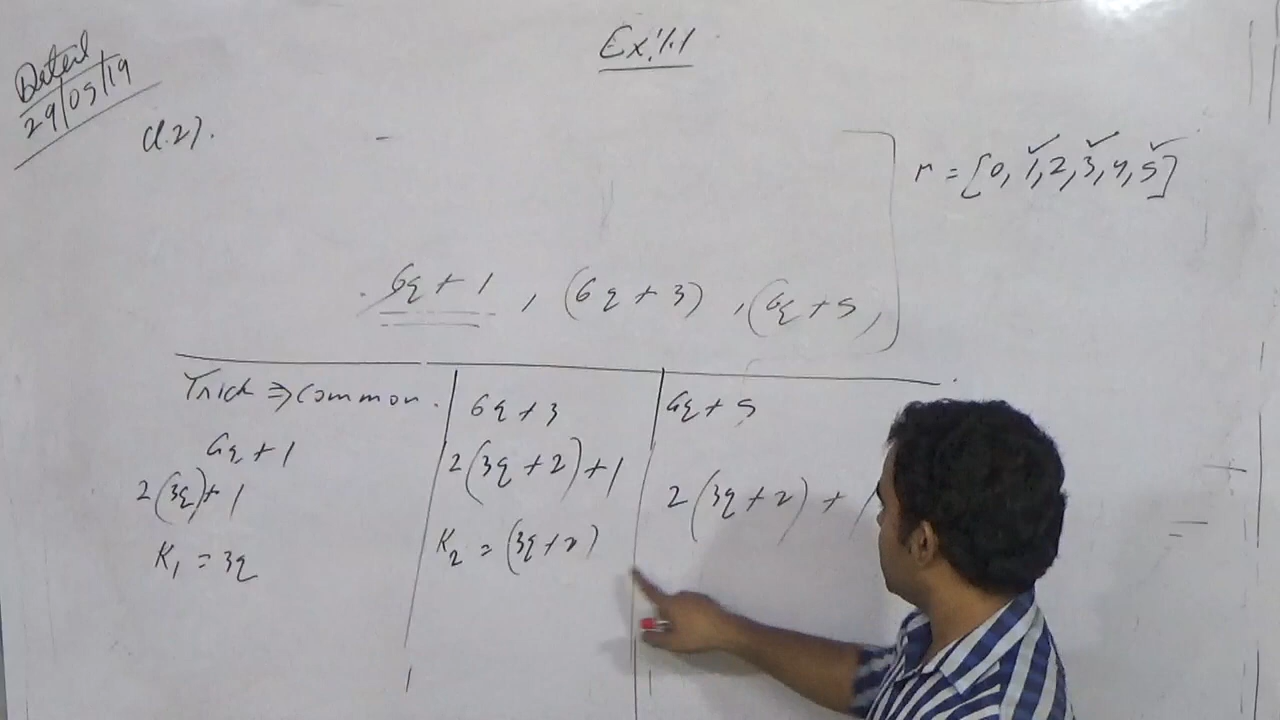 Dated
29/05/19
Ex:1.1
Q.2).
r = [0, 1, 2, 3, 4, 5]
6q + 1, (6q + 3), (6q + 5,
Trick ⇒ common.
6q + 1
2(3q) + 1
K₁ = 3q
6q + 3
2(3q + 2) + 1
K₂ = (3q + 2)
6q + 5
2(3q + 2) + 1